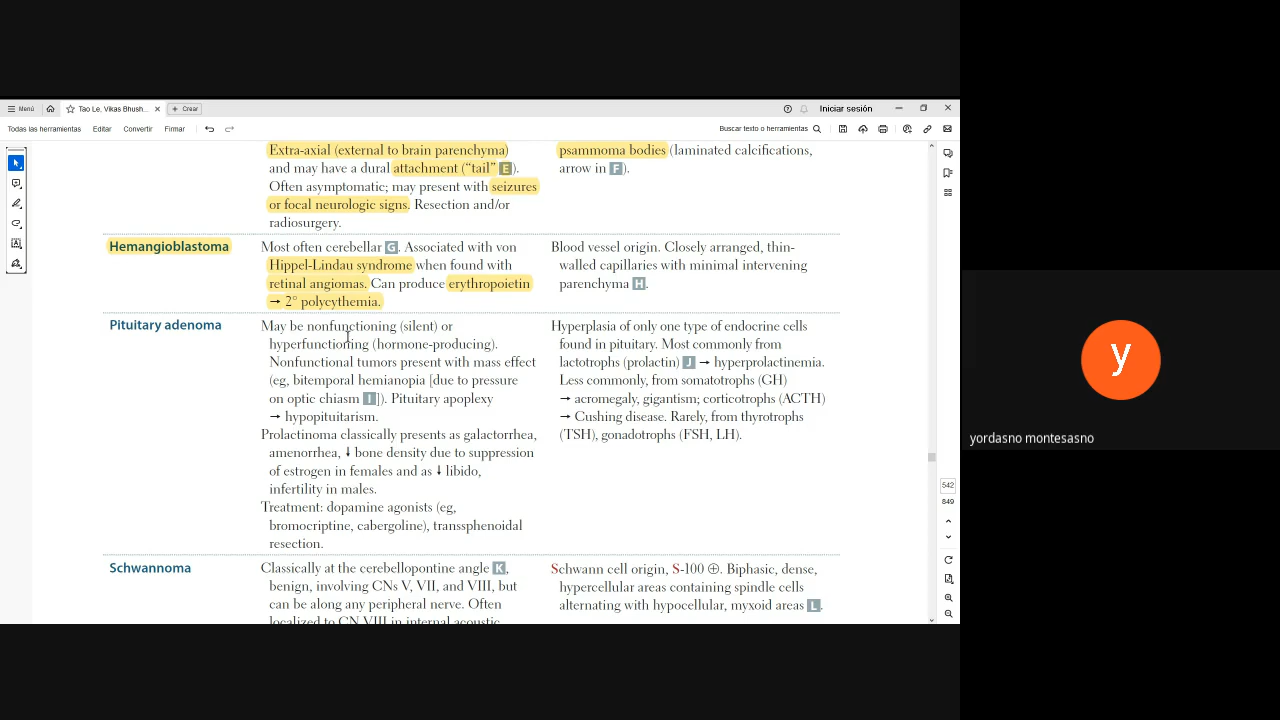 Menú
Tao Le, Vikas Bhush...
Crear
Iniciar sesión
Todas las herramientas Editar Convertir Firmar
Buscar texto o herramientas
Extra-axial (external to brain parenchyma)
and may have a dural attachment (“tail” E).
Often asymptomatic; may present with seizures
or focal neurologic signs. Resection and/or
radiosurgery.
psammoma bodies (laminated calcifications,
arrow in F).
Hemangioblastoma
Most often cerebellar G. Associated with von
Hippel-Lindau syndrome when found with
retinal angiomas. Can produce erythropoietin
→ 2° polycythemia.
Blood vessel origin. Closely arranged, thin-
walled capillaries with minimal intervening
parenchyma H.
Pituitary adenoma
May be nonfunctioning (silent) or
hyperfunctioning (hormone-producing).
Nonfunctional tumors present with mass effect
(eg, bitemporal hemianopia [due to pressure
on optic chiasm I]). Pituitary apoplexy
→ hypopituitarism.
Prolactinoma classically presents as galactorrhea,
amenorrhea, ↓ bone density due to suppression
of estrogen in females and as ↓ libido,
infertility in males.
Treatment: dopamine agonists (eg,
bromocriptine, cabergoline), transsphenoidal
resection.
Hyperplasia of only one type of endocrine cells
found in pituitary. Most commonly from
lactotrophs (prolactin) J → hyperprolactinemia.
Less commonly, from somatotrophs (GH)
→ acromegaly, gigantism; corticotrophs (ACTH)
→ Cushing disease. Rarely, from thyrotrophs
(TSH), gonadotrophs (FSH, LH).
Schwannoma
Classically at the cerebellopontine angle K,
benign, involving CNs V, VII, and VIII, but
can be along any peripheral nerve. Often
localized to CN VIII in internal acoustic
Schwann cell origin, S-100 ⊕. Biphasic, dense,
hypercellular areas containing spindle cells
alternating with hypocellular, myxoid areas L.
542
849
y
yordasno montesasno